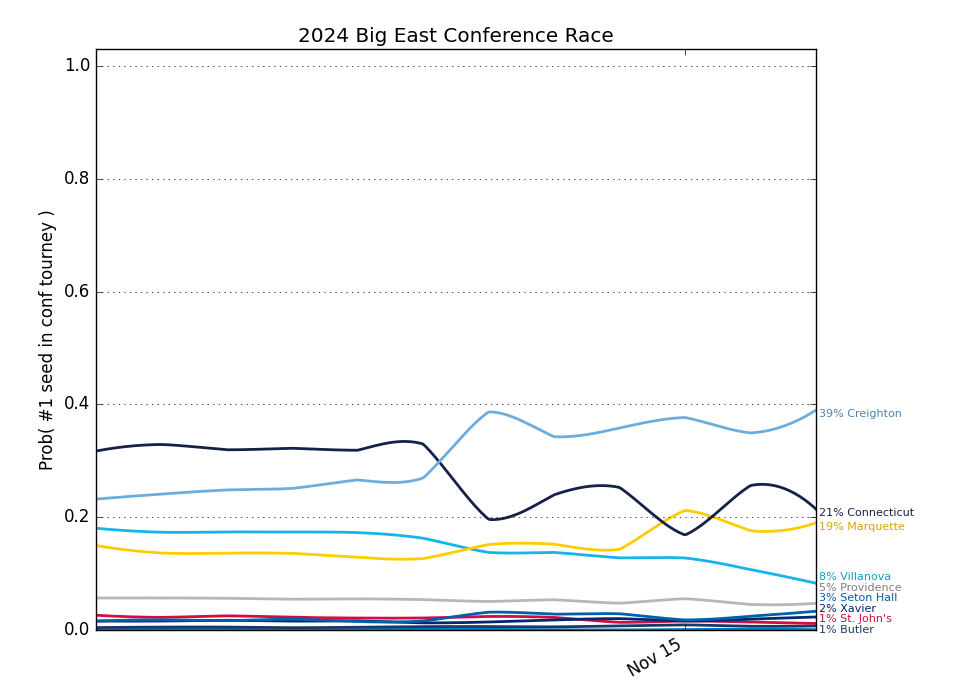 2024 Big East Conference Race
Prob( #1 seed in conf tourney )
1.0
0.8
0.6
0.4
0.2
0.0
Nov 15
39% Creighton
21% Connecticut
19% Marquette
8% Villanova
5% Providence
3% Seton Hall
2% Xavier
1% St. John's
1% Butler